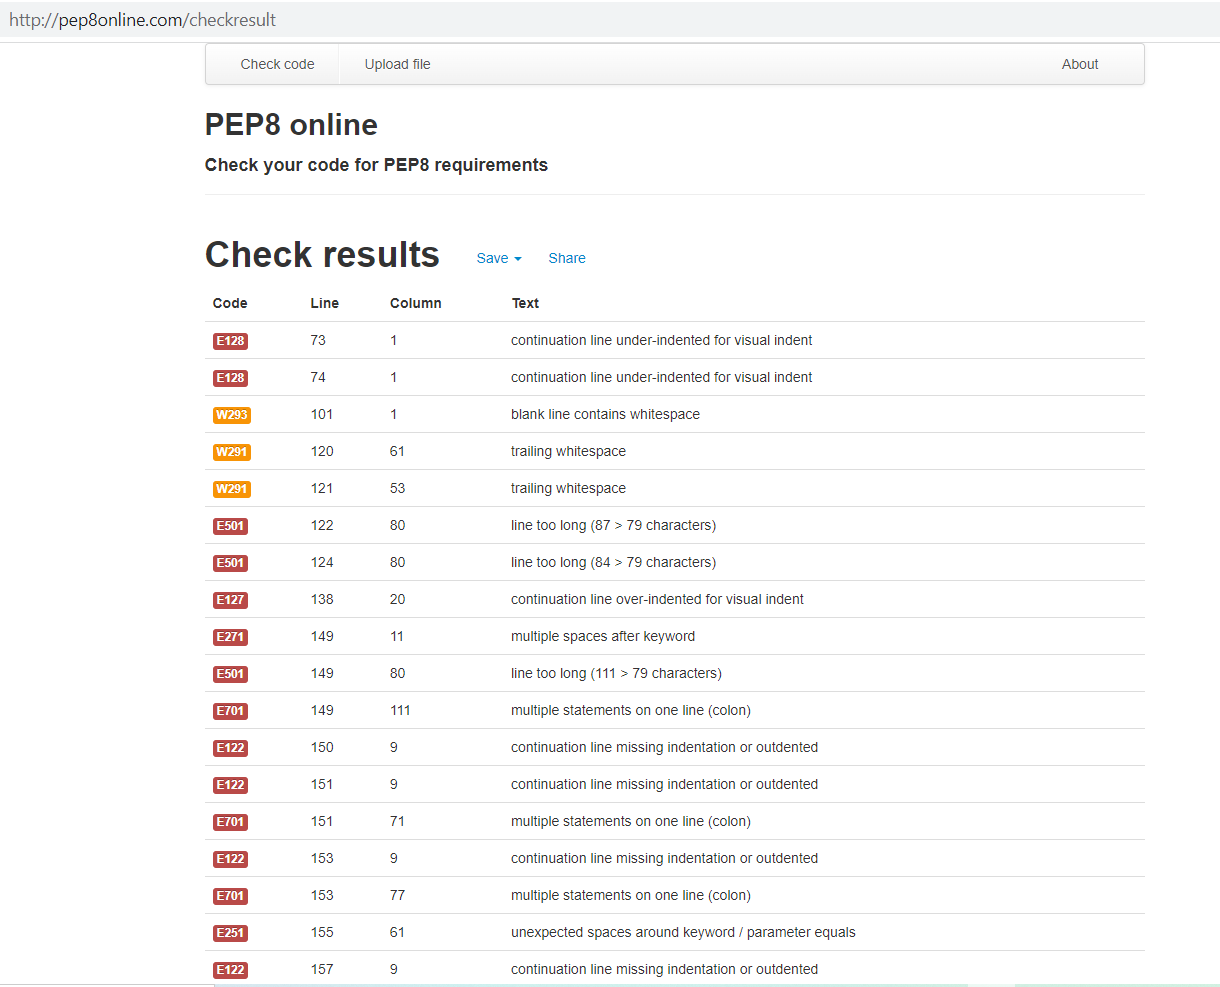 http://pep8online.com/checkresult
Check code Upload file About
PEP8 online
Check your code for PEP8 requirements
Check results Save Share
Code Line Column Text
E128 73 1 continuation line under-indented for visual indent
E128 74 1 continuation line under-indented for visual indent
W293 101 1 blank line contains whitespace
W291 120 61 trailing whitespace
W291 121 53 trailing whitespace
E501 122 80 line too long (87 > 79 characters)
E501 124 80 line too long (84 > 79 characters)
E127 138 20 continuation line over-indented for visual indent
E271 149 11 multiple spaces after keyword
E501 149 80 line too long (111 > 79 characters)
E701 149 111 multiple statements on one line (colon)
E122 150 9 continuation line missing indentation or outdented
E122 151 9 continuation line missing indentation or outdented
E701 151 71 multiple statements on one line (colon)
E122 153 9 continuation line missing indentation or outdented
E701 153 77 multiple statements on one line (colon)
E251 155 61 unexpected spaces around keyword / parameter equals
E122 157 9 continuation line missing indentation or outdented